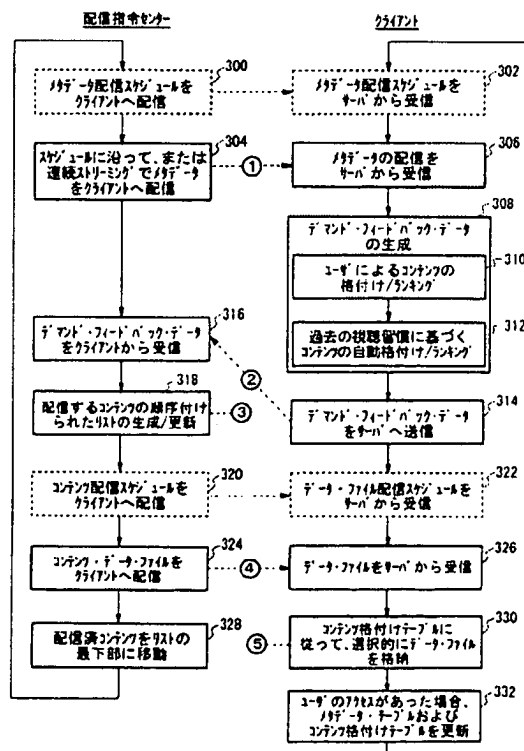 配信指令センター
クライアント
300
メタデータ配信スケジュールを
クライアントへ配信
302
メタデータ配信スケジュールを
サーバから受信
304
スケジュールに沿って、または
連続ストリーミングでメタデータ
をクライアントへ配信
①
306
メタデータの配信を
サーバから受信
308
デマンド・フィードバック・データ
の生成
310
ユーザによるコンテンツの
格付け/ランキング
312
過去の視聴習慣に基づく
コンテンツの自動格付け/ランキング
316
デマンド・フィードバック・データ
をクライアントから受信
②
314
デマンド・フィードバック・データ
をサーバへ送信
318
配信するコンテンツの順序付け
られたリストの生成/更新
③
320
コンテンツ配信スケジュールを
クライアントへ配信
322
データ・ファイル配信スケジュールを
サーバから受信
324
コンテンツ・データ・ファイルを
クライアントへ配信
④
326
データ・ファイルをサーバから受信
328
配信済コンテンツをリストの
最下部に移動
⑤
330
コンテンツ格付けテーブルに
従って、選択的にデータ・ファイル
を格納
332
ユーザのアクセスがあった場合、
メタデータ・テーブルおよび
コンテンツ格付けテーブルを更新